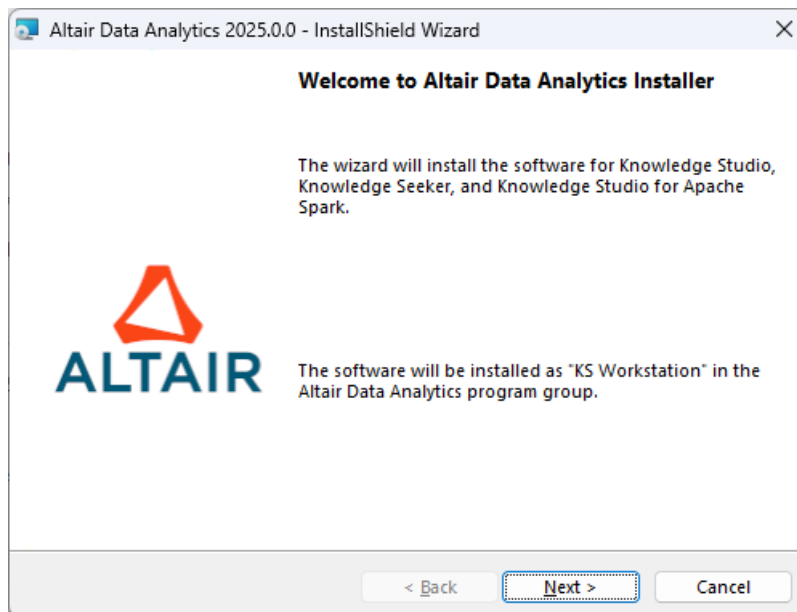 Altair Data Analytics 2025.0.0 - InstallShield Wizard
Welcome to Altair Data Analytics Installer
The wizard will install the software for Knowledge Studio,
Knowledge Seeker, and Knowledge Studio for Apache
Spark.
ALTAIR
The software will be installed as "KS Workstation" in the
Altair Data Analytics program group.
< Back
Next >
Cancel